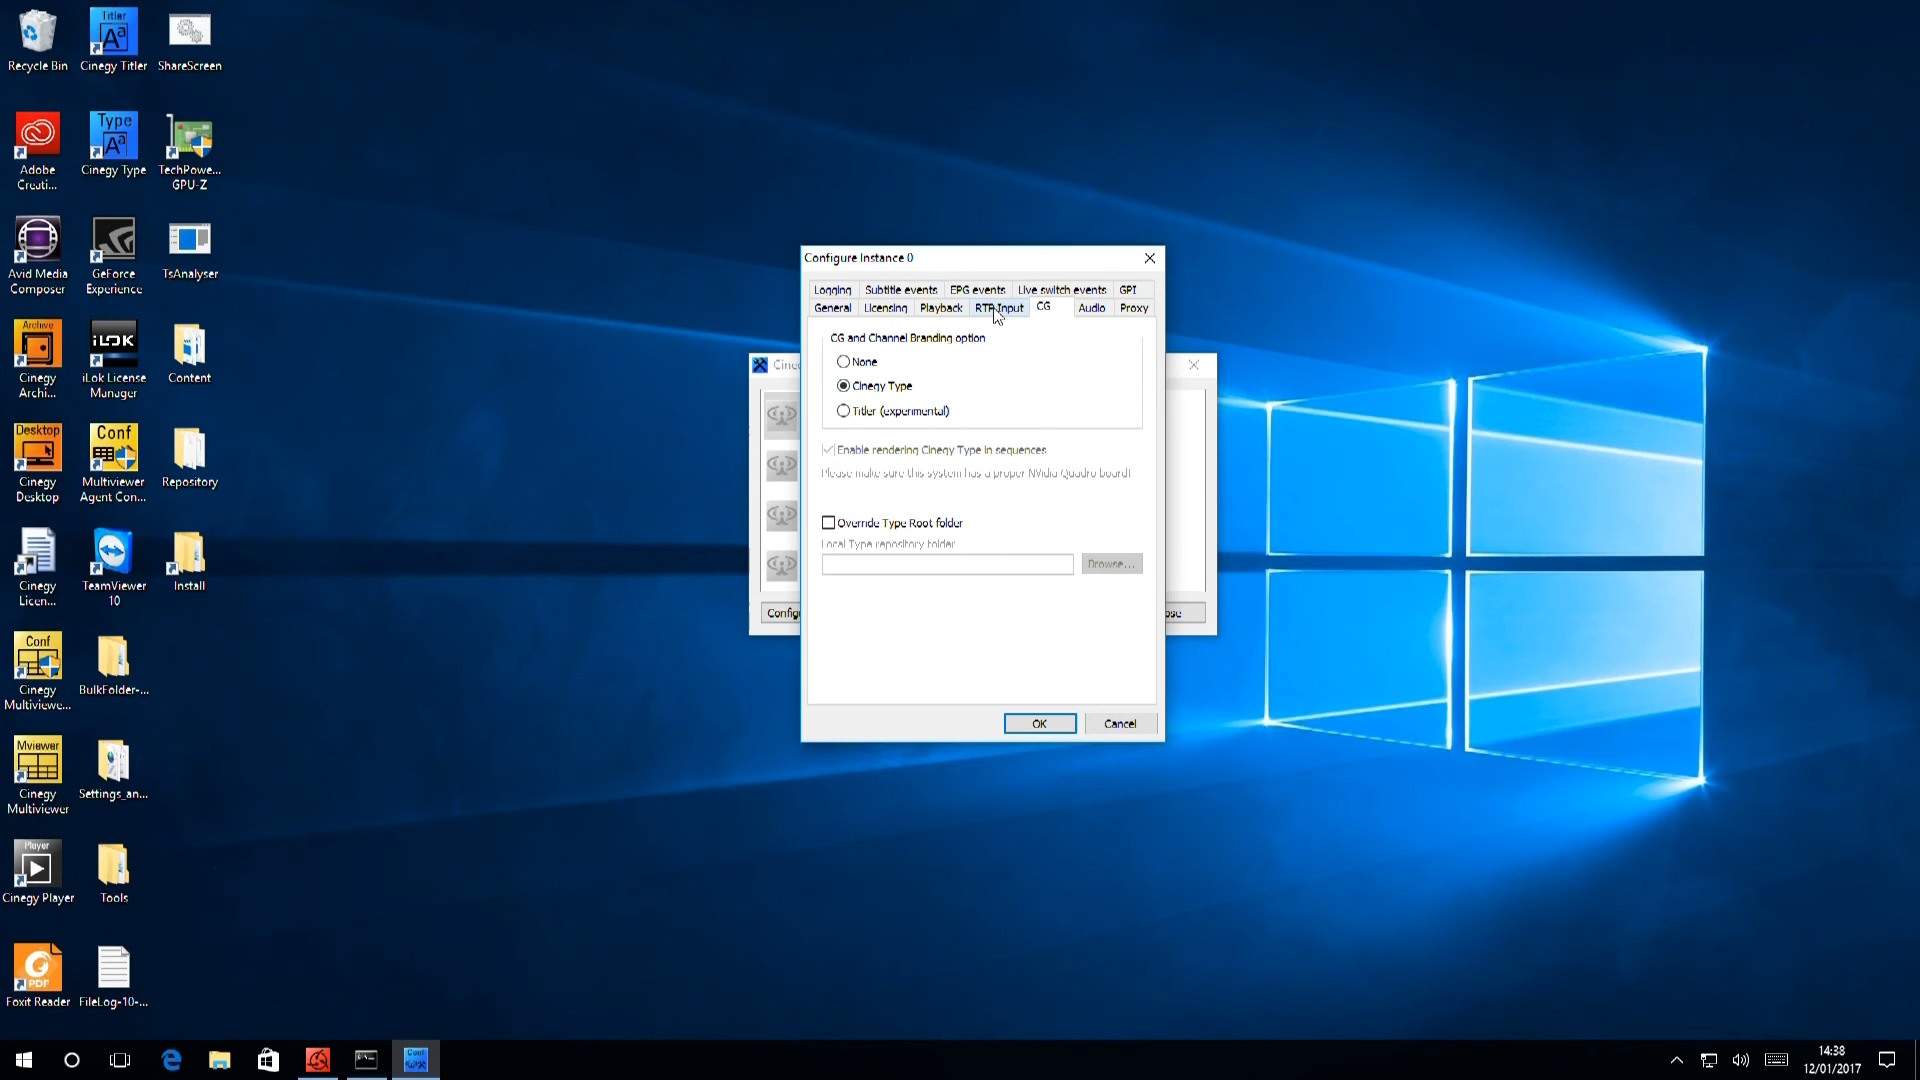 Recycle Bin
Titler
Cinegy Titler
ShareScreen
Adobe
Creati...
Type
Cinegy Type
TechPowe...
GPU-Z
Avid Media
Composer
GeForce
Experience
TsAnalyser
Archive
Cinegy
Archi...
iLOK
iLok License
Manager
Content
Desktop
Cinegy
Desktop
Conf
Multiviewer
Agent Con...
Repository
Cinegy
Licen...
TeamViewer
10
Install
Conf
Cinegy
Multiviewe...
BulkFolder-...
Mviewer
Cinegy
Multiviewer
Settings_an...
Player
Cinegy Player
Tools
PDF
Foxit Reader
FileLog-10-...
Configure Instance 0
Logging Subtitle events EPG events Live switch events GPI
General Licensing Playback RTP Input CG Audio Proxy
CG and Channel Branding option
None
Cinegy Type
Titler (experimental)
Enable rendering Cinegy Type in sequences
Please make sure this system has a proper NVidia Quadro board!
Override Type Root folder
Local Type repository folder
Browse...
OK Cancel
14:38
12/01/2017